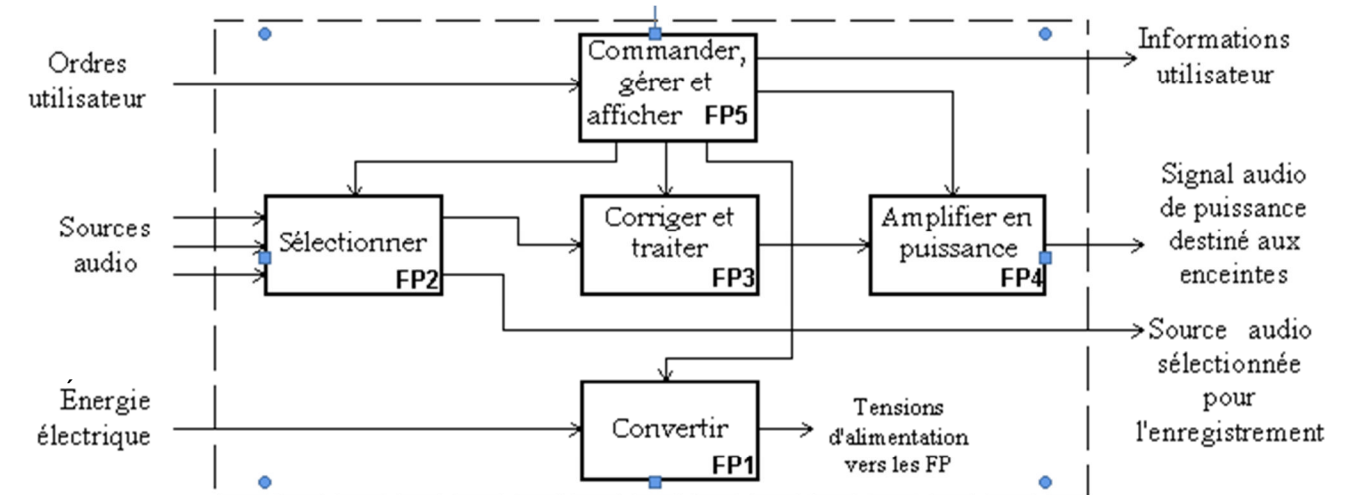 Ordres
utilisateur
Commander,
gérer et
afficher FP5
Informations
utilisateur
Sources
audio
Sélectionner
FP2
Corriger et
traiter
FP3
Amplifier en
puissance
FP4
Signal audio
de puissance
destiné aux
enceintes
Source audio
sélectionnée
pour
l'enregistrement
Énergie
électrique
Convertir
FP1
Tensions
d'alimentation
vers les FP